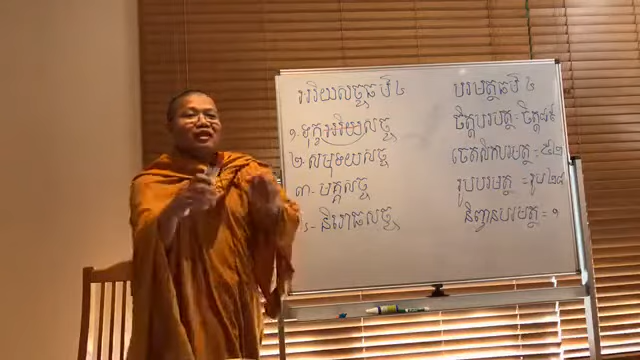 អរិយសច្ចធម៌ ៤
១. ទុក្ខអរិយសច្ច
២. សមុទយសច្ច
៣. មគ្គសច្ច
៤. និរោធសច្ច
បរមត្ថធម៌ ៤
ចិត្តបរមត្ថ = ចិត្ត ៨៩
ចេតសិកបរមត្ថ = ៥២
រូបបរមត្ថ = រូប ២៨
និព្វានបរមត្ថ = ១